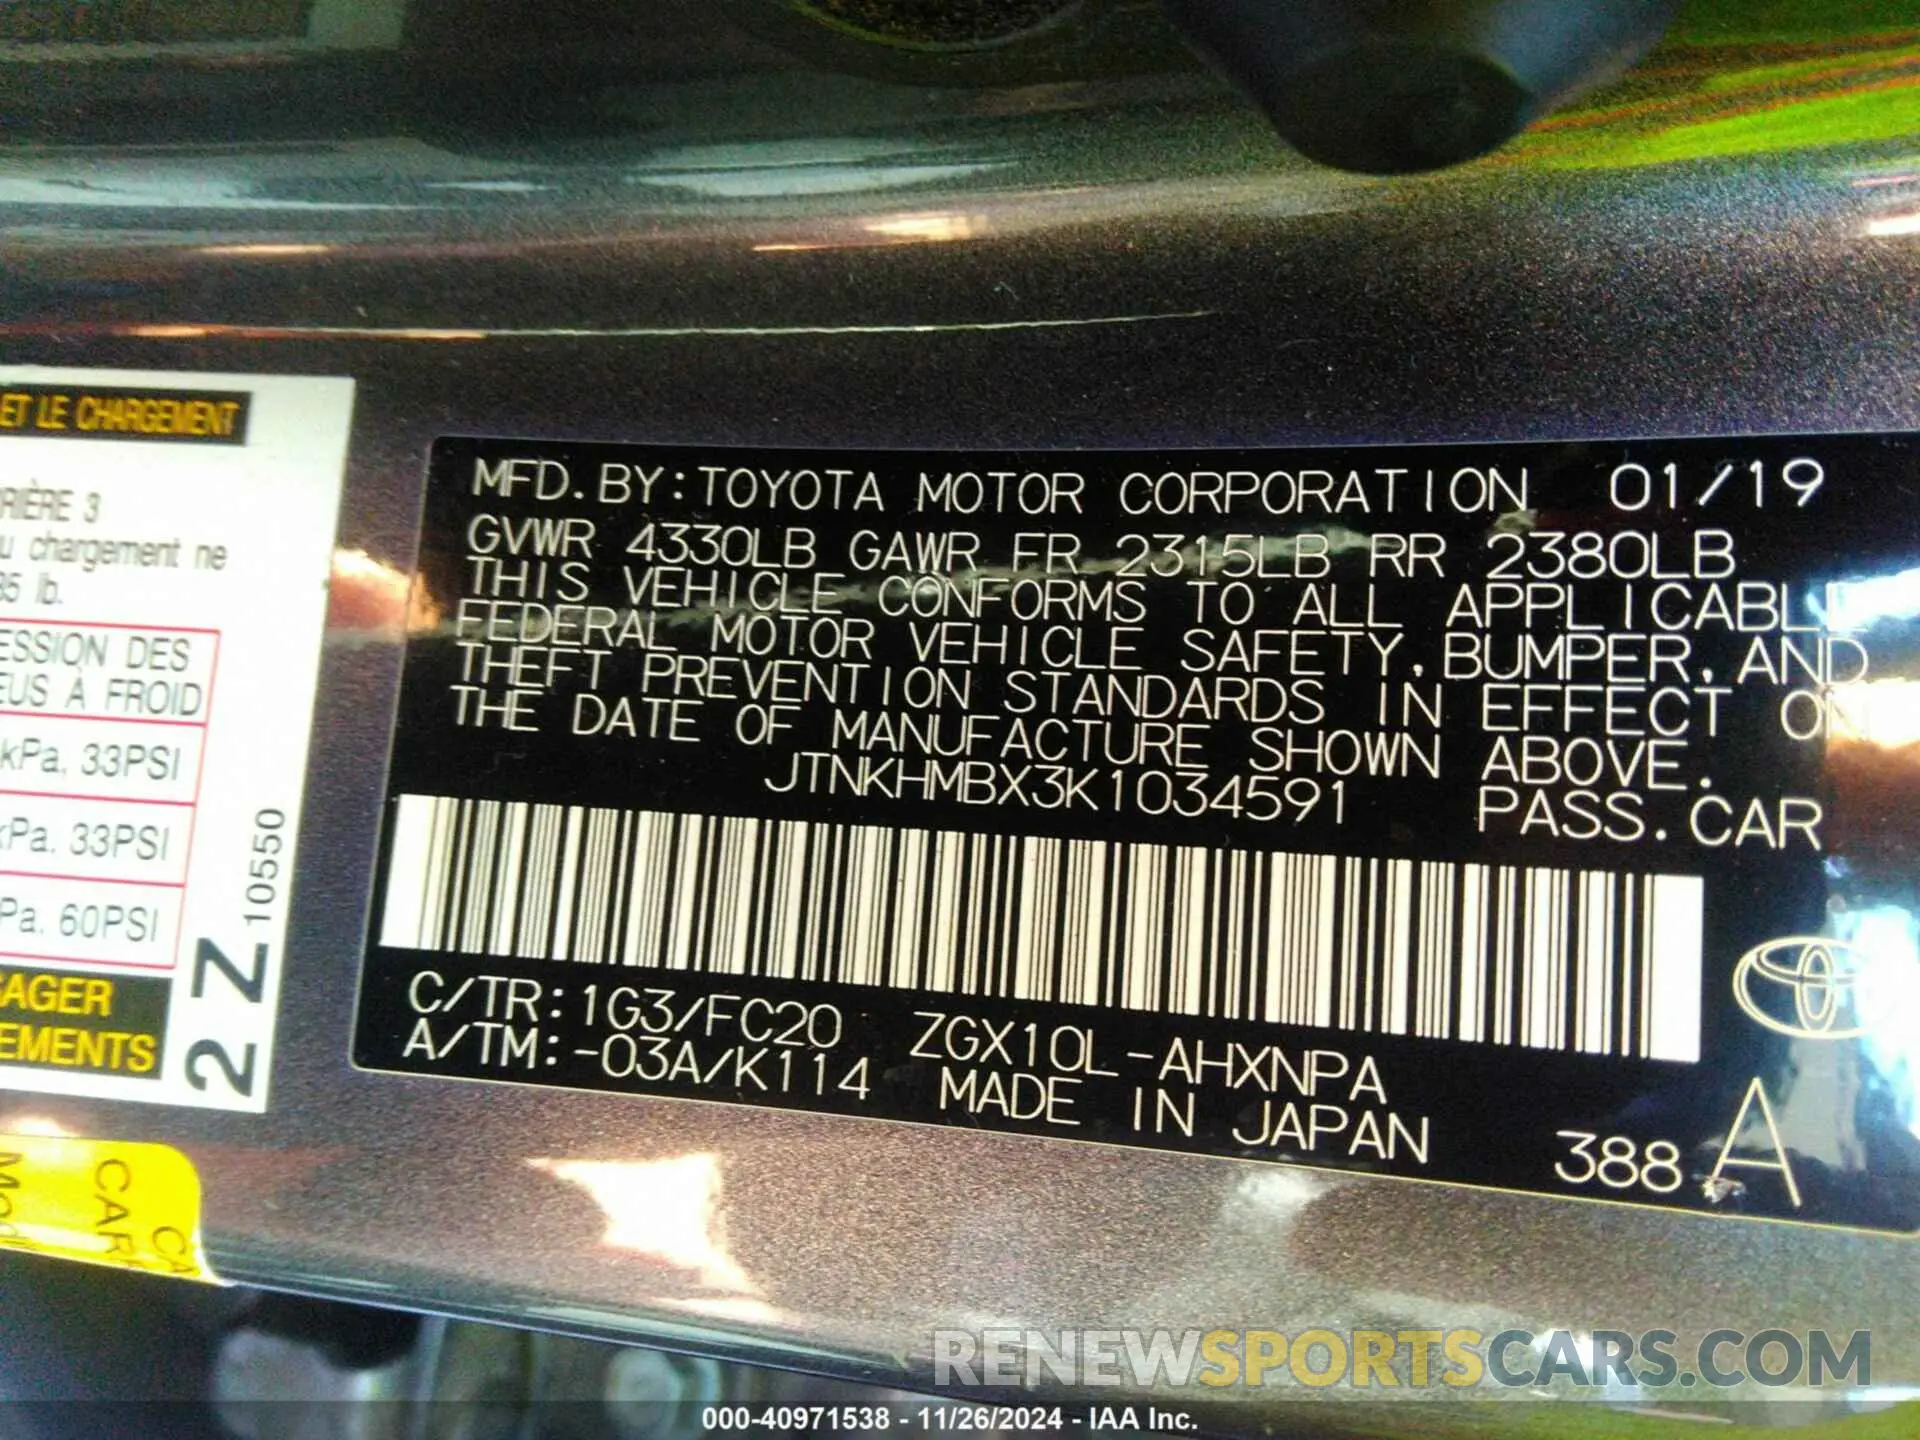 ET LE CHARGEMENT
RIÈRE 3
chargement ne
85 lb.
ESSION DES
EUS À FROID
kPa, 33PSI
kPa. 33PSI
Pa. 60PSI
AGER
EMENTS
2Z 10550
CAR
CA
MFD. BY: TOYOTA MOTOR CORPORATION 01/19
GVWR 4330LB GAWR FR 2315LB RR 2380LB
THIS VEHICLE CONFORMS TO ALL APPLICABLE
FEDERAL MOTOR VEHICLE SAFETY, BUMPER, AND
THEFT PREVENTION STANDARDS IN EFFECT ON
THE DATE OF MANUFACTURE SHOWN ABOVE.
JTNKHMBX3K1034591 PASS. CAR
C/TR: 1G3/FC20 ZGX10L-AHXNPA
A/TM: -03A/K114 MADE IN JAPAN
388 A
RENEWSPORTSCARS.COM
000-40971538 - 11/26/2024 - IAA Inc.